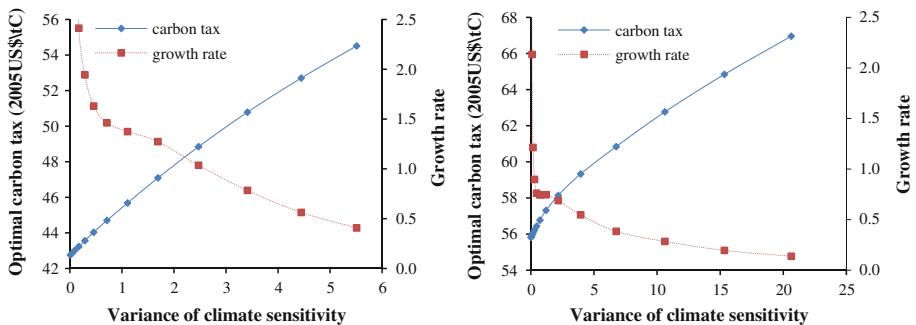 Optimal carbon tax (2005US$\tC)
56
54
52
50
48
46
44
42
carbon tax
growth rate
2.5
2.0
1.5
1.0
0.5
0.0
Growth rate
0 1 2 3 4 5 6
Variance of climate sensitivity
Optimal carbon tax (2005US$\tC)
68
66
64
62
60
58
56
54
carbon tax
growth rate
2.5
2.0
1.5
1.0
0.5
0.0
Growth rate
0 5 10 15 20 25
Variance of climate sensitivity